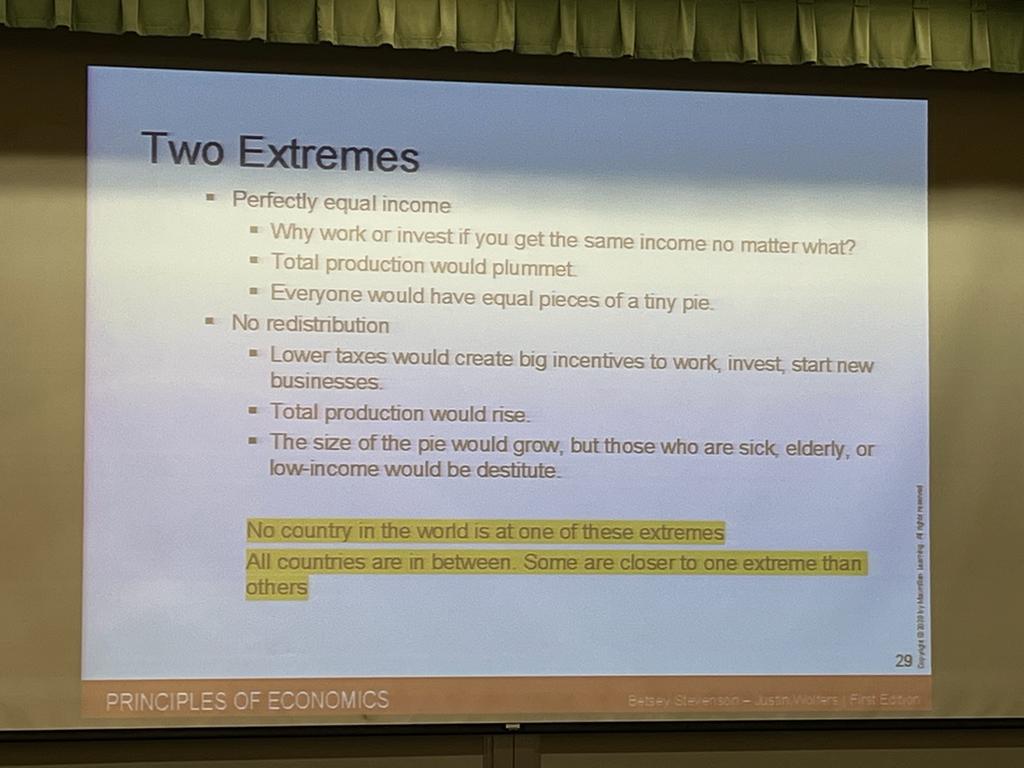 Two Extremes
▪ Perfectly equal income
▪ Why work or invest if you get the same income no matter what?
▪ Total production would plummet.
▪ Everyone would have equal pieces of a tiny pie.
▪ No redistribution
▪ Lower taxes would create big incentives to work, invest, start new
businesses.
▪ Total production would rise.
▪ The size of the pie would grow, but those who are sick, elderly, or
low-income would be destitute.
No country in the world is at one of these extremes
All countries are in between. Some are closer to one extreme than
others
29
PRINCIPLES OF ECONOMICS
Betsey Stevenson – Justin Wolfers | First Edition
Copyright © by Macmillan Learning. All rights reserved